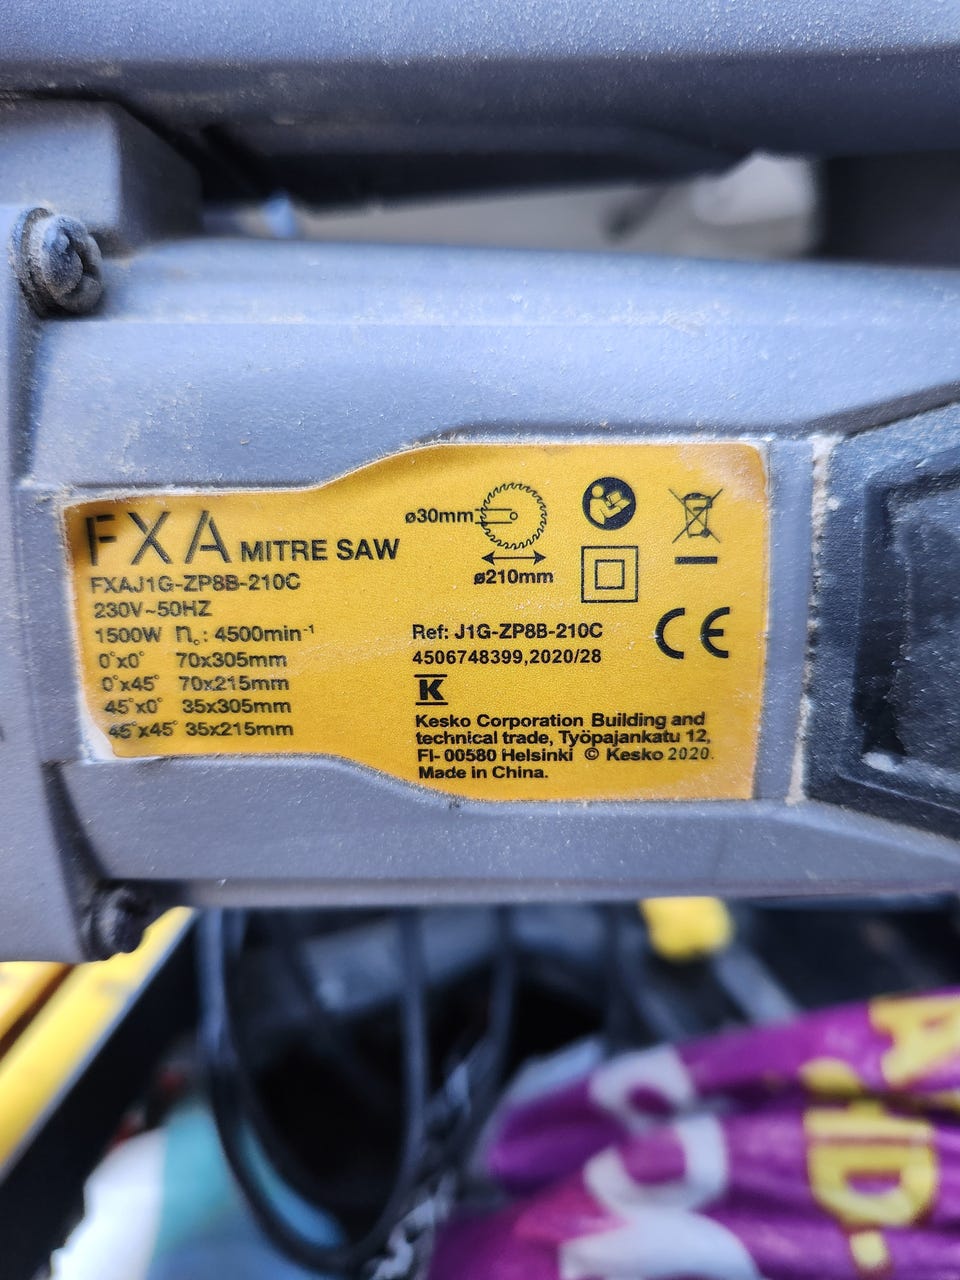 FXA MITRE SAW
FXAJ1G-ZP8B-210C
230V~50HZ
1500W n₀: 4500min⁻¹
0°x0° 70x305mm
0°x45° 70x215mm
45°x0° 35x305mm
45°x45° 35x215mm
ø30mm
ø210mm
Ref: J1G-ZP8B-210C
4506748399,2020/28
CE
K
Kesko Corporation Building and
technical trade, Työpajankatu 12,
FI- 00580 Helsinki © Kesko 2020.
Made in China.